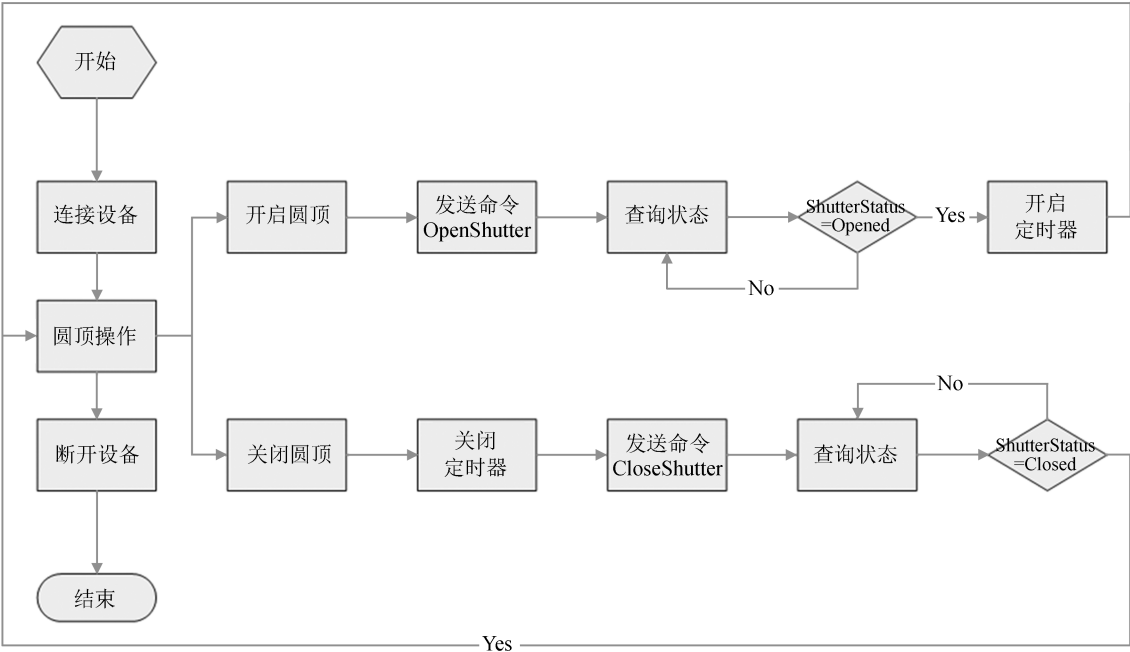 开始
连接设备
开启圆顶
发送命令
OpenShutter
查询状态
ShutterStatus
=Opened
Yes
开启
定时器
No
圆顶操作
No
断开设备
关闭圆顶
关闭
定时器
发送命令
CloseShutter
查询状态
ShutterStatus
=Closed
结束
Yes